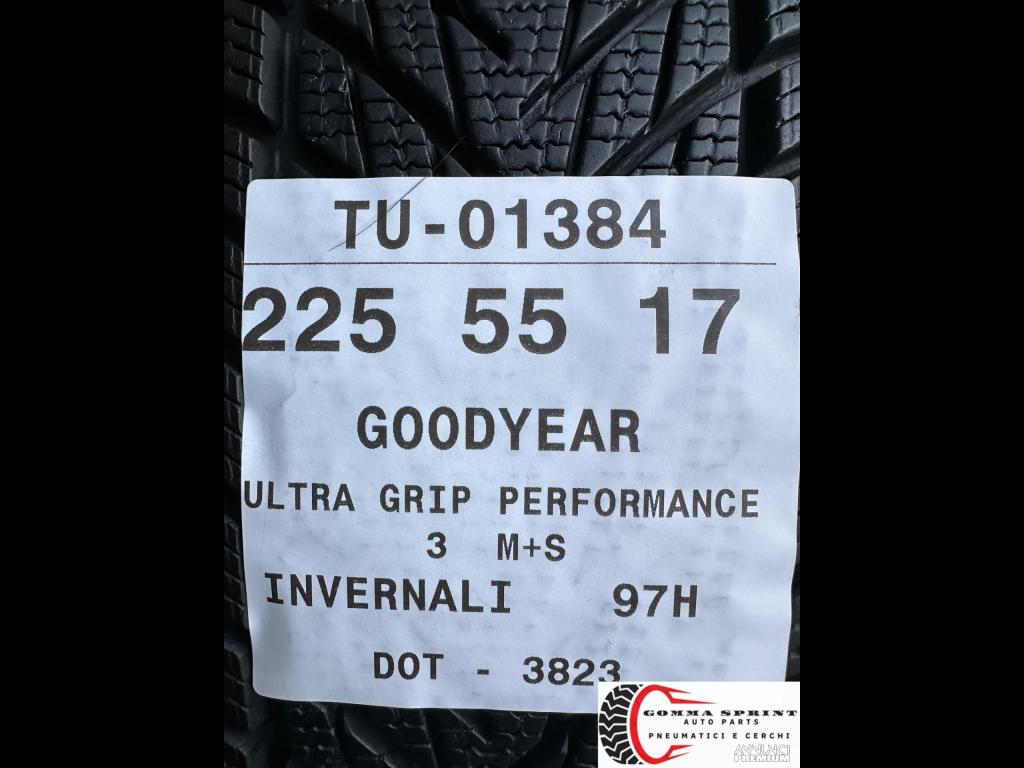 TU-01384
225 55 17
GOODYEAR
ULTRA GRIP PERFORMANCE
3 M+S
INVERNALI 97H
DOT - 3823
GOMMA SPRINT
AUTO PARTS
PNEUMATICI E CERCHI
ANNUNCI
PREMIUM